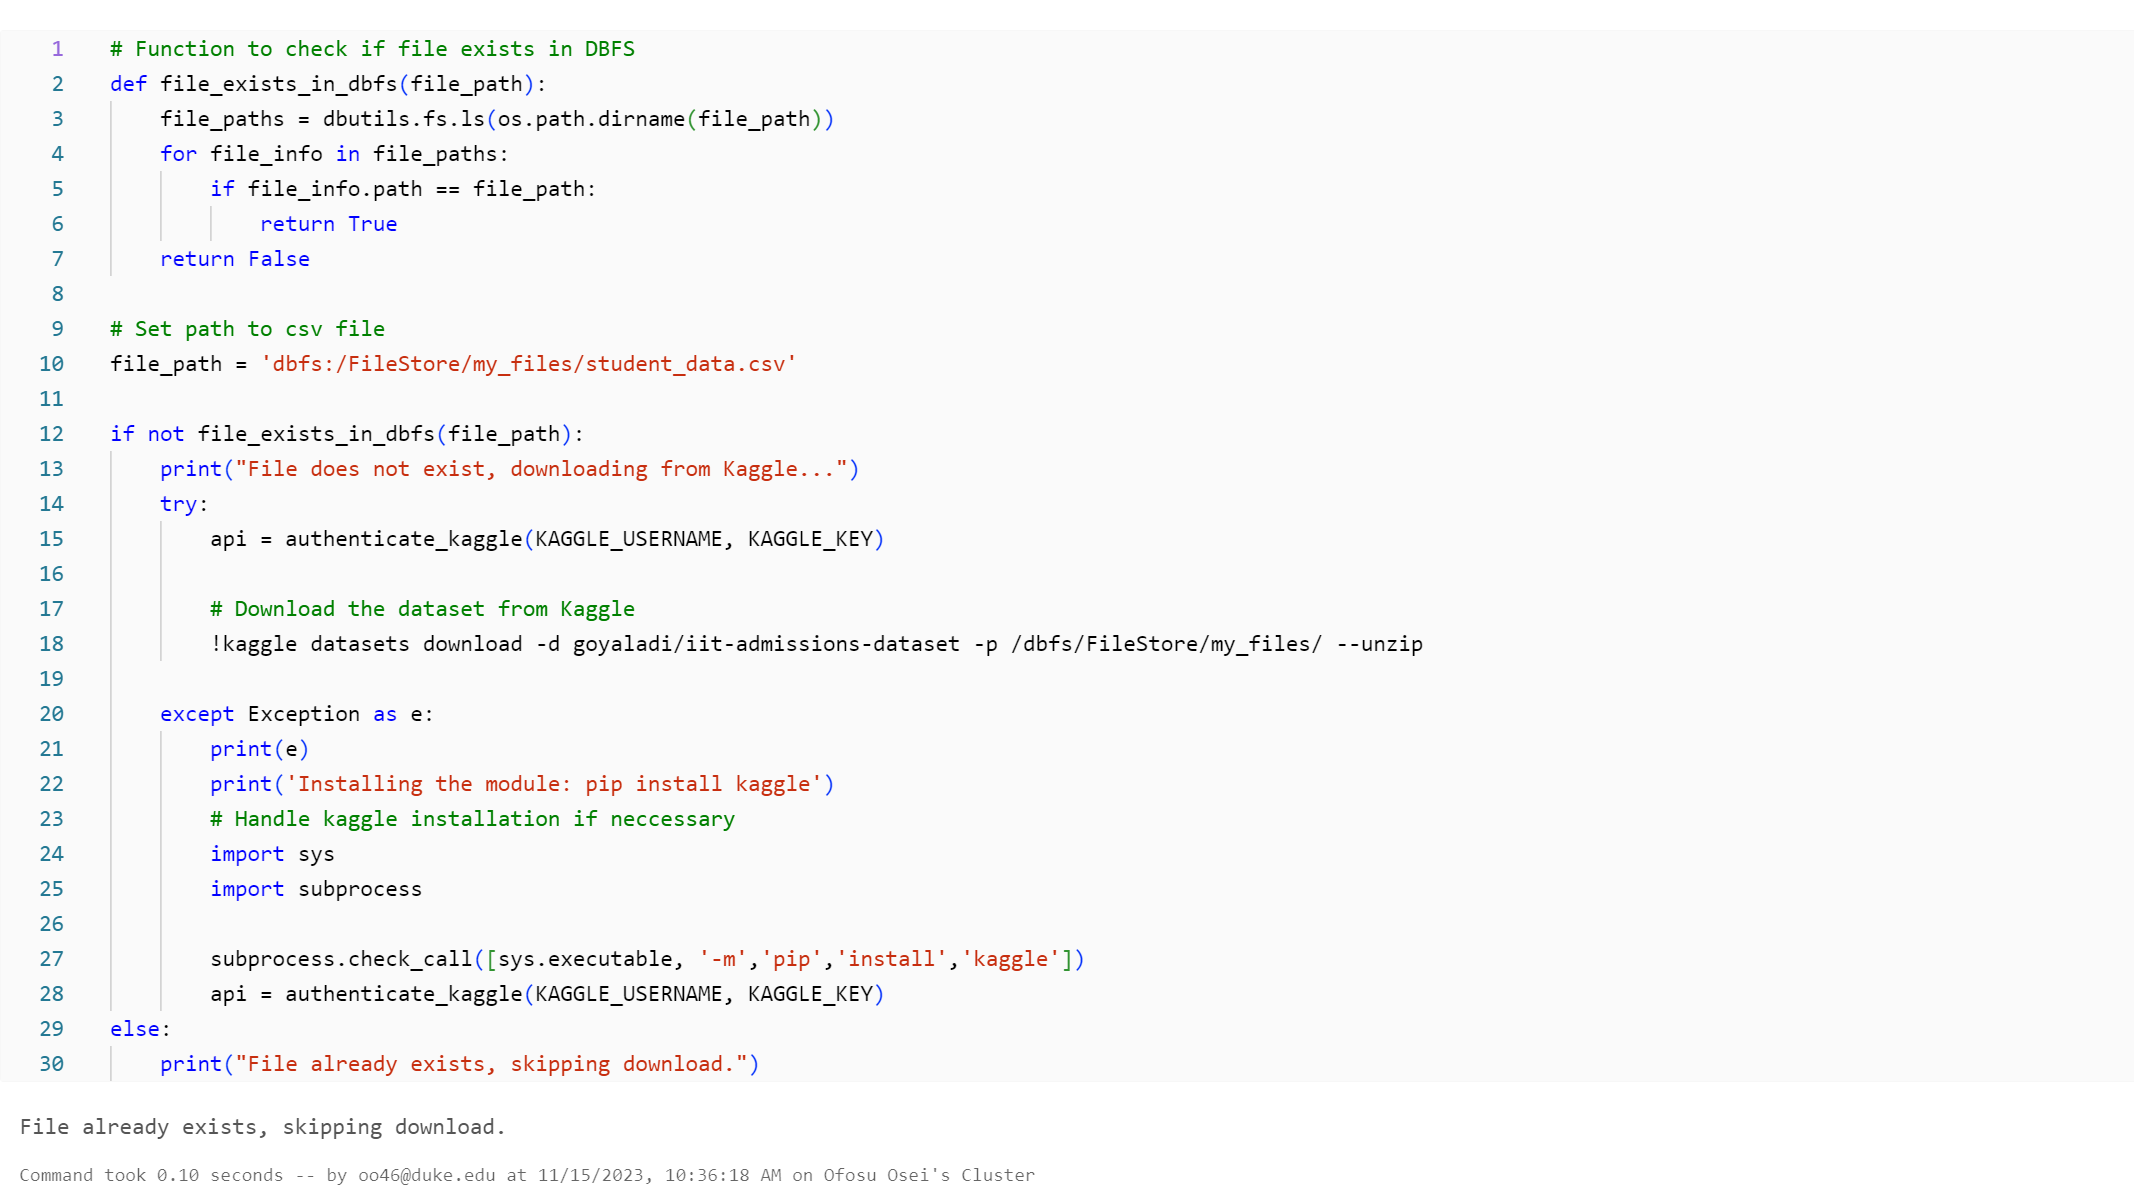 1 # Function to check if file exists in DBFS
2 def file_exists_in_dbfs(file_path):
3     file_paths = dbutils.fs.ls(os.path.dirname(file_path))
4     for file_info in file_paths:
5         if file_info.path == file_path:
6             return True
7     return False
8
9 # Set path to csv file
10 file_path = 'dbfs:/FileStore/my_files/student_data.csv'
11
12 if not file_exists_in_dbfs(file_path):
13     print("File does not exist, downloading from Kaggle...")
14     try:
15         api = authenticate_kaggle(KAGGLE_USERNAME, KAGGLE_KEY)
16
17         # Download the dataset from Kaggle
18         !kaggle datasets download -d goyaladi/iit-admissions-dataset -p /dbfs/FileStore/my_files/ --unzip
19
20     except Exception as e:
21         print(e)
22         print('Installing the module: pip install kaggle')
23         # Handle kaggle installation if neccessary
24         import sys
25         import subprocess
26
27         subprocess.check_call([sys.executable, '-m','pip','install','kaggle'])
28         api = authenticate_kaggle(KAGGLE_USERNAME, KAGGLE_KEY)
29 else:
30     print("File already exists, skipping download.")
File already exists, skipping download.
Command took 0.10 seconds -- by oo46@duke.edu at 11/15/2023, 10:36:18 AM on Ofosu Osei's Cluster